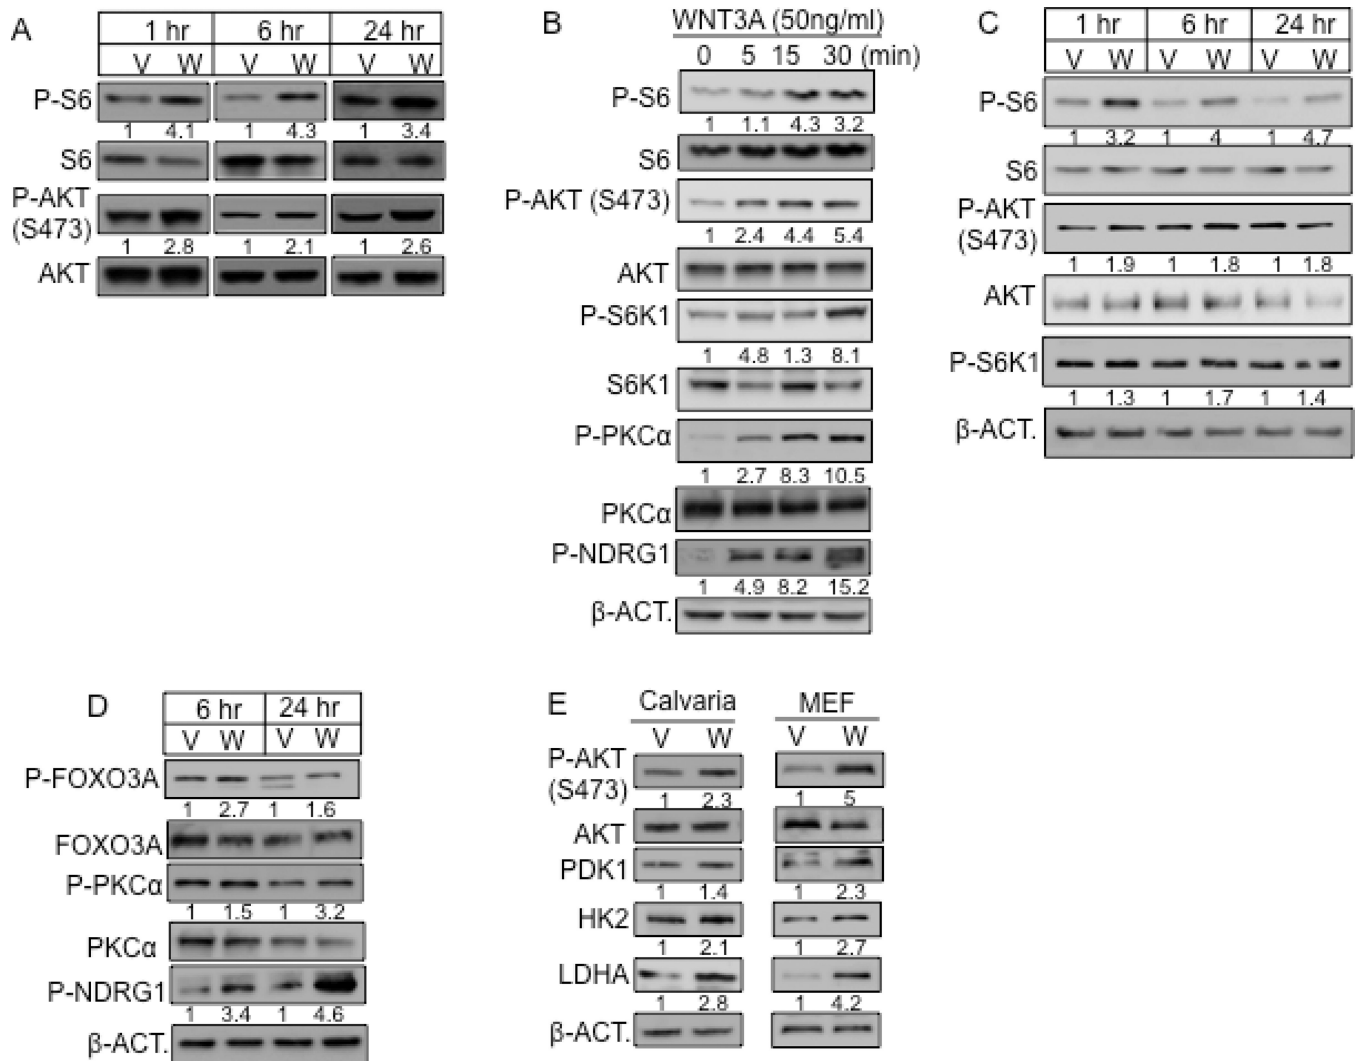 A
1 hr 6 hr 24 hr
V W V W V W
P-S6
1 4.1 1 4.3 1 3.4
S6
P-AKT
(S473)
1 2.8 1 2.1 1 2.6
AKT
B
WNT3A (50ng/ml)
0 5 15 30 (min)
P-S6
1 1.1 4.3 3.2
S6
P-AKT (S473)
1 2.4 4.4 5.4
AKT
P-S6K1
1 4.8 1.3 8.1
S6K1
P-PKCα
1 2.7 8.3 10.5
PKCα
P-NDRG1
1 4.9 8.2 15.2
β-ACT.
C
1 hr 6 hr 24 hr
V W V W V W
P-S6
1 3.2 1 4 1 4.7
S6
P-AKT
(S473)
1 1.9 1 1.8 1 1.8
AKT
P-S6K1
1 1.3 1 1.7 1 1.4
β-ACT.
D
6 hr 24 hr
V W V W
P-FOXO3A
1 2.7 1 1.6
FOXO3A
P-PKCα
1 1.5 1 3.2
PKCα
P-NDRG1
1 3.4 1 4.6
β-ACT.
E
Calvaria MEF
V W V W
P-AKT
(S473)
1 2.3 1 5
AKT
PDK1
1 1.4 1 2.3
HK2
1 2.1 1 2.7
LDHA
1 2.8 1 4.2
β-ACT.